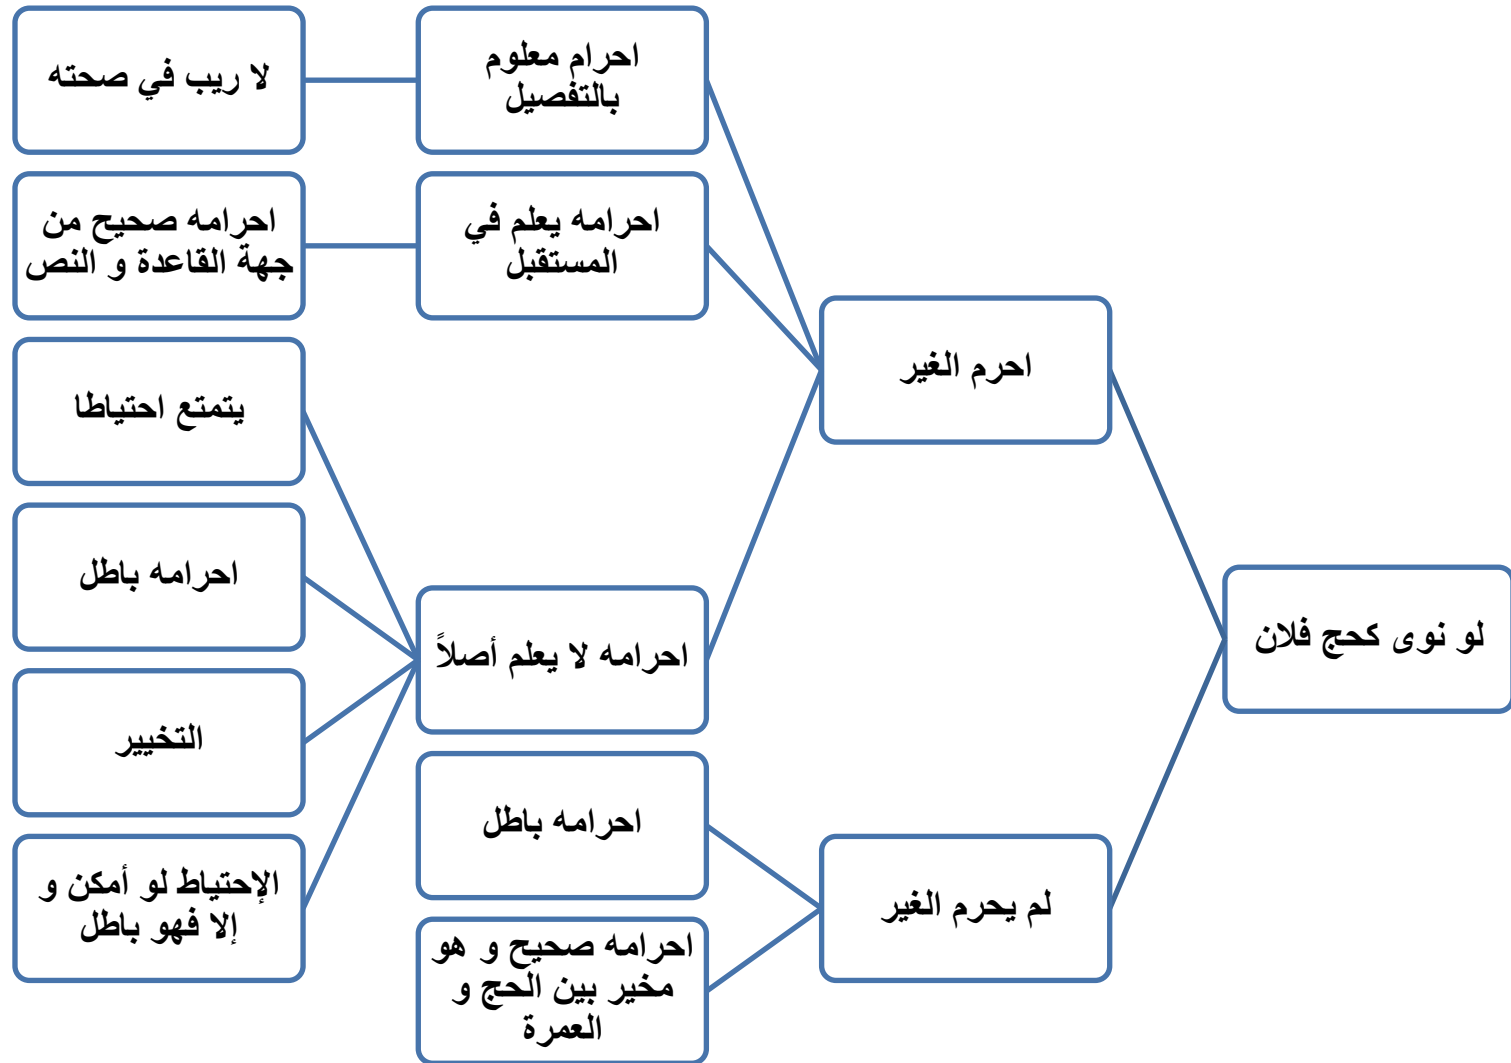 لو نوى كحج فلان
احرم الغير
احرام معلوم
بالتفصيل
لا ريب في صحته
احرامه يعلم في
المستقبل
احرامه صحيح من
جهة القاعدة و النص
احرامه لا يعلم أصلاً
يتمتع احتياطا
احرامه باطل
التخيير
الإحتياط لو أمكن و
إلا فهو باطل
لم يحرم الغير
احرامه باطل
احرامه صحيح و هو
مخير بين الحج و
العمرة